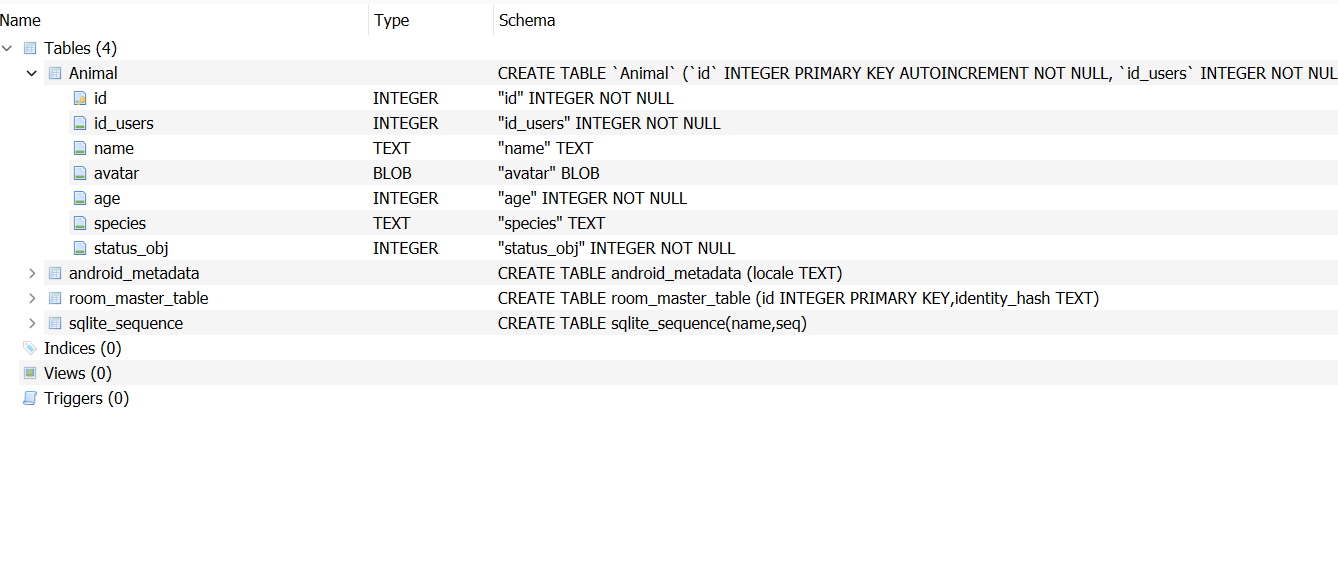 Name Type Schema
Tables (4)
Animal CREATE TABLE `Animal` (`id` INTEGER PRIMARY KEY AUTOINCREMENT NOT NULL, `id_users` INTEGER NOT NUL
id INTEGER "id" INTEGER NOT NULL
id_users INTEGER "id_users" INTEGER NOT NULL
name TEXT "name" TEXT
avatar BLOB "avatar" BLOB
age INTEGER "age" INTEGER NOT NULL
species TEXT "species" TEXT
status_obj INTEGER "status_obj" INTEGER NOT NULL
android_metadata CREATE TABLE android_metadata (locale TEXT)
room_master_table CREATE TABLE room_master_table (id INTEGER PRIMARY KEY,identity_hash TEXT)
sqlite_sequence CREATE TABLE sqlite_sequence(name,seq)
Indices (0)
Views (0)
Triggers (0)